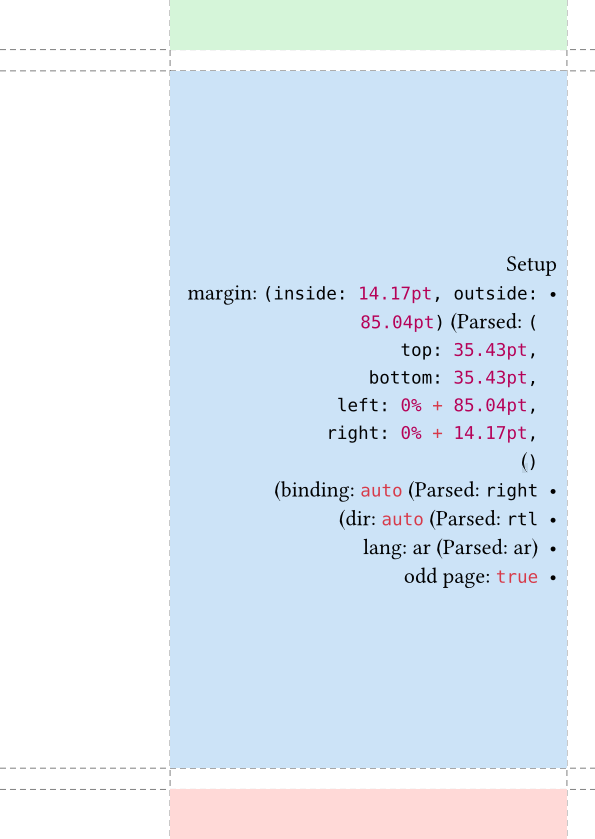 Setup
• margin: (inside: 14.17pt, outside:
85.04pt) (Parsed: (
top: 35.43pt,
bottom: 35.43pt,
left: 0% + 85.04pt,
right: 0% + 14.17pt,
()
• (binding: auto (Parsed: right
• (dir: auto (Parsed: rtl
• lang: ar (Parsed: ar)
• odd page: true